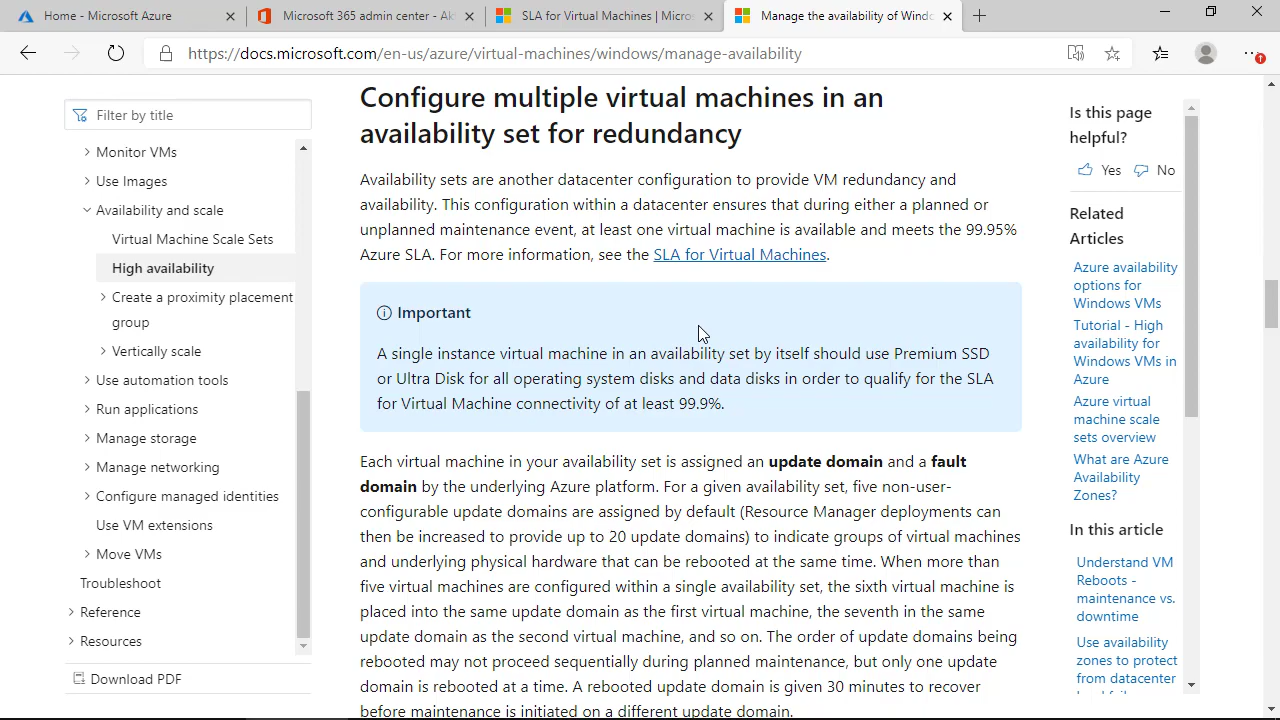 Home - Microsoft Azure
Microsoft 365 admin center - Ak
SLA for Virtual Machines | Micros
Manage the availability of Windo
https://docs.microsoft.com/en-us/azure/virtual-machines/windows/manage-availability
Filter by title
Monitor VMs
Use Images
Availability and scale
Virtual Machine Scale Sets
High availability
Create a proximity placement
group
Vertically scale
Use automation tools
Run applications
Manage storage
Manage networking
Configure managed identities
Use VM extensions
Move VMs
Troubleshoot
Reference
Resources
Download PDF
Configure multiple virtual machines in an
availability set for redundancy
Availability sets are another datacenter configuration to provide VM redundancy and
availability. This configuration within a datacenter ensures that during either a planned or
unplanned maintenance event, at least one virtual machine is available and meets the 99.95%
Azure SLA. For more information, see the SLA for Virtual Machines.
Important
A single instance virtual machine in an availability set by itself should use Premium SSD
or Ultra Disk for all operating system disks and data disks in order to qualify for the SLA
for Virtual Machine connectivity of at least 99.9%.
Each virtual machine in your availability set is assigned an update domain and a fault
domain by the underlying Azure platform. For a given availability set, five non-user-
configurable update domains are assigned by default (Resource Manager deployments can
then be increased to provide up to 20 update domains) to indicate groups of virtual machines
and underlying physical hardware that can be rebooted at the same time. When more than
five virtual machines are configured within a single availability set, the sixth virtual machine is
placed into the same update domain as the first virtual machine, the seventh in the same
update domain as the second virtual machine, and so on. The order of update domains being
rebooted may not proceed sequentially during planned maintenance, but only one update
domain is rebooted at a time. A rebooted update domain is given 30 minutes to recover
before maintenance is initiated on a different update domain.
Is this page
helpful?
Yes No
Related
Articles
Azure availability
options for
Windows VMs
Tutorial - High
availability for
Windows VMs in
Azure
Azure virtual
machine scale
sets overview
What are Azure
Availability
Zones?
In this article
Understand VM
Reboots -
maintenance vs.
downtime
Use availability
zones to protect
from datacenter